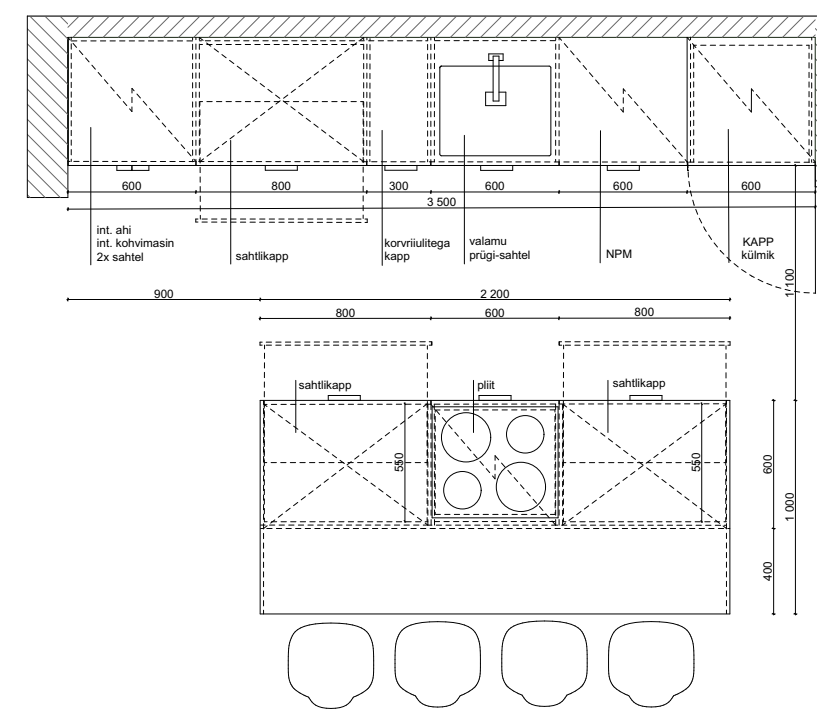 600 800 300 600 600 600
3 500
int. ahi
int. kohvimasin
2x sahtel
sahtlikapp
korvriiulitega
kapp
valamu
prügi-sahtel
NPM
KAPP
külmik
1 100
900 2 200
800 600 800
sahtlikapp pliit sahtlikapp
550 550
600
1 000
400